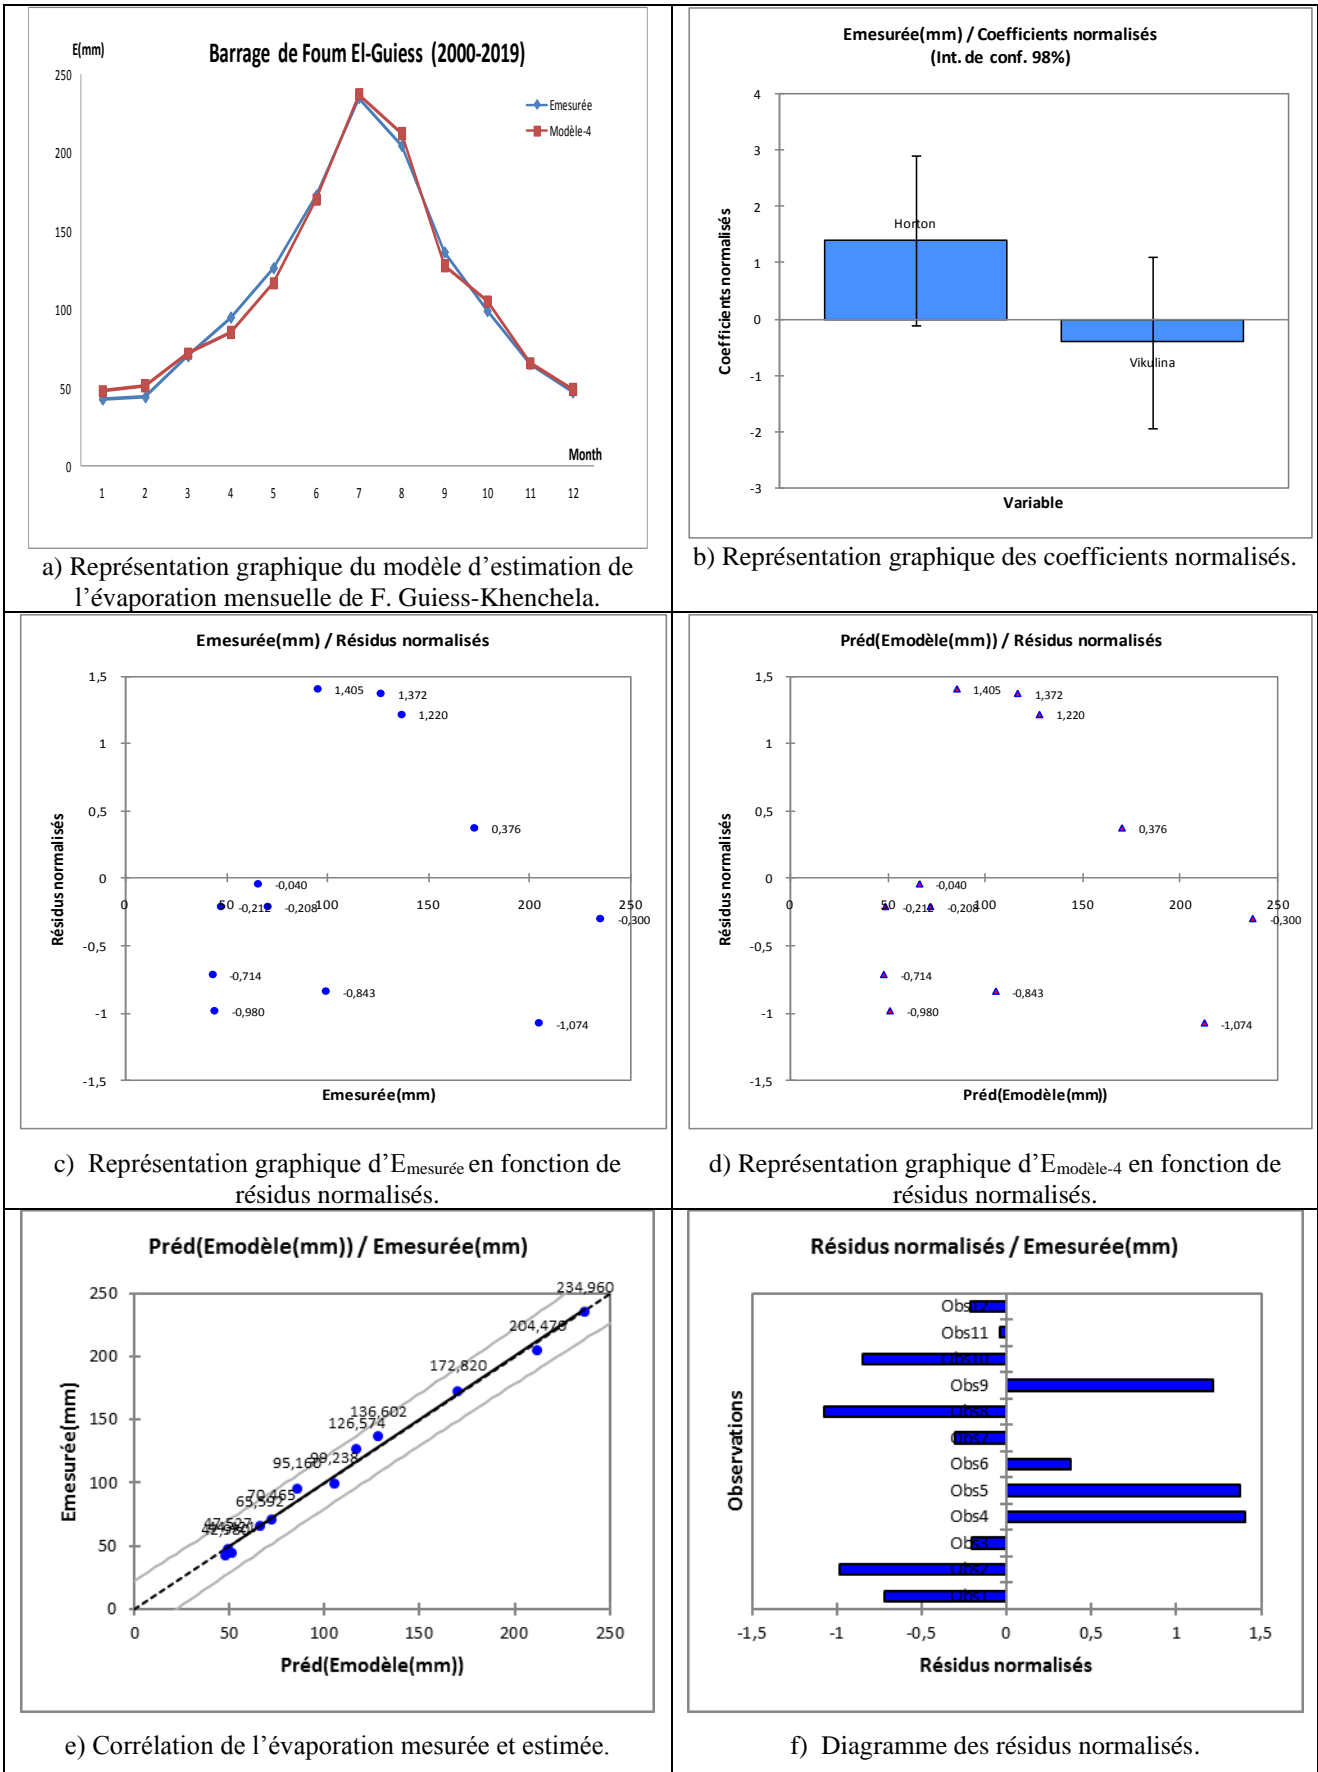 E(mm)
Barrage de Foum El-Guiess (2000-2019)
250
200
150
100
50
0
Emesurée
Modèle-4
Month
1 2 3 4 5 6 7 8 9 10 11 12
a) Représentation graphique du modèle d'estimation de
l'évaporation mensuelle de F. Guiess-Khenchela.
Emesurée(mm) / Coefficients normalisés
(Int. de conf. 98%)
Coefficients normalisés
4
3
2
1
0
-1
-2
-3
Horton
Vikulina
Variable
b) Représentation graphique des coefficients normalisés.
Emesurée(mm) / Résidus normalisés
Résidus normalisés
1,5
1
0,5
0
-0,5
-1
-1,5
0 50 100 150 200 250
1,405
1,372
1,220
0,376
-0,040
-0,212
-0,208
-0,300
-0,714
-0,843
-0,980
-1,074
Emesurée(mm)
c) Représentation graphique d'Emesurée en fonction de
résidus normalisés.
Préd(Emodèle(mm)) / Résidus normalisés
Résidus normalisés
1,5
1
0,5
0
-0,5
-1
-1,5
0 50 100 150 200 250
1,405
1,372
1,220
0,376
-0,040
-0,212
-0,208
-0,300
-0,714
-0,843
-0,980
-1,074
Préd(Emodèle(mm))
d) Représentation graphique d'Emodèle-4 en fonction de
résidus normalisés.
Préd(Emodèle(mm)) / Emesurée(mm)
Emesurée(mm)
250
200
150
100
50
0
234,960
204,470
172,820
136,602
126,574
99,238
95,160
70,465
65,592
47,527
42,980
0 50 100 150 200 250
Préd(Emodèle(mm))
e) Corrélation de l'évaporation mesurée et estimée.
Résidus normalisés / Emesurée(mm)
Observations
Obs12
Obs11
Obs10
Obs9
Obs8
Obs7
Obs6
Obs5
Obs4
Obs3
Obs2
Obs1
-1,5 -1 -0,5 0 0,5 1 1,5
Résidus normalisés
f) Diagramme des résidus normalisés.